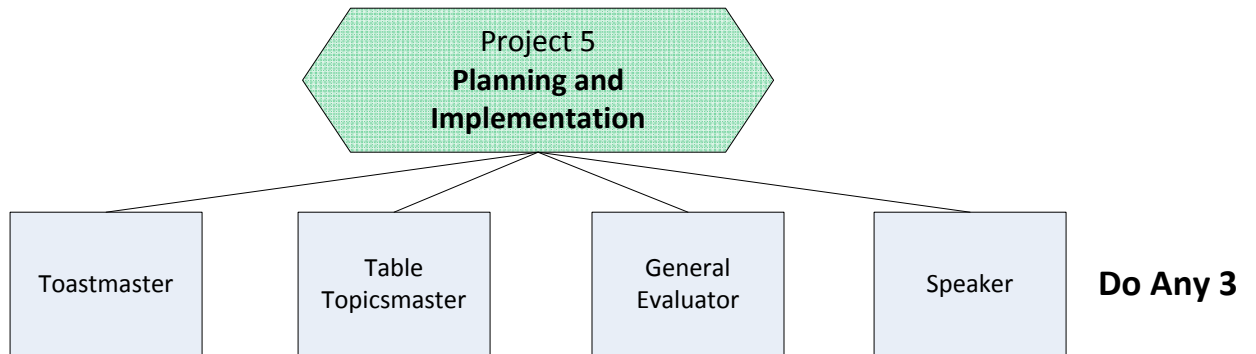 Project 5
Planning and
Implementation
Toastmaster
Table
Topicsmaster
General
Evaluator
Speaker
Do Any 3